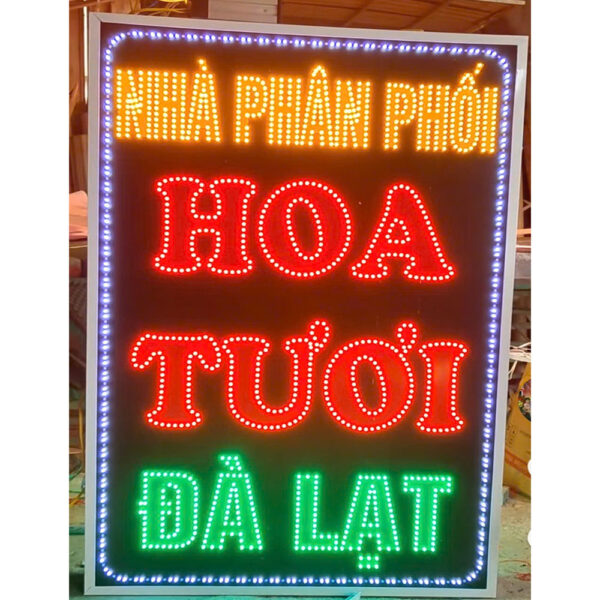 NHÀ PHÂN PHỐI
HOA
TƯƠI
ĐÀ LẠT